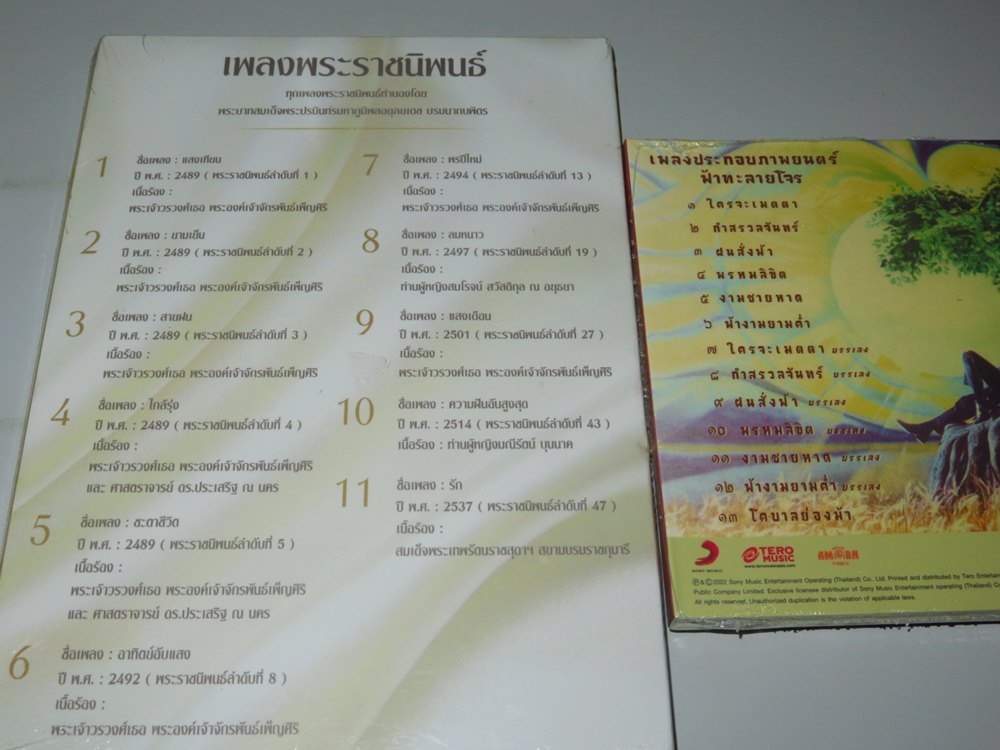 เพลงพระราชนิพนธ์
ทุกเพลงพระราชนิพนธ์ทำนองโดย
พระบาทสมเด็จพระปรมินทรมหาภูมิพลอดุลยเดช บรมนาถบพิตร
1
ชื่อเพลง : แสงเทียน
ปี พ.ศ. : 2489 ( พระราชนิพนธ์ลำดับที่ 1 )
เนื้อร้อง :
พระเจ้าวรวงศ์เธอ พระองค์เจ้าจักรพันธ์เพ็ญศิริ
2
ชื่อเพลง : ยามเย็น
ปี พ.ศ. : 2489 ( พระราชนิพนธ์ลำดับที่ 2 )
เนื้อร้อง :
พระเจ้าวรวงศ์เธอ พระองค์เจ้าจักรพันธ์เพ็ญศิริ
3
ชื่อเพลง : สายฝน
ปี พ.ศ. : 2489 ( พระราชนิพนธ์ลำดับที่ 3 )
เนื้อร้อง :
พระเจ้าวรวงศ์เธอ พระองค์เจ้าจักรพันธ์เพ็ญศิริ
4
ชื่อเพลง : ใกล้รุ่ง
ปี พ.ศ. : 2489 ( พระราชนิพนธ์ลำดับที่ 4 )
เนื้อร้อง :
พระเจ้าวรวงศ์เธอ พระองค์เจ้าจักรพันธ์เพ็ญศิริ
และ ศาสตราจารย์ ดร.ประเสริฐ ณ นคร
5
ชื่อเพลง : ชะตาชีวิต
ปี พ.ศ. : 2489 ( พระราชนิพนธ์ลำดับที่ 5 )
เนื้อร้อง :
พระเจ้าวรวงศ์เธอ พระองค์เจ้าจักรพันธ์เพ็ญศิริ
และ ศาสตราจารย์ ดร.ประเสริฐ ณ นคร
6
ชื่อเพลง : อาทิตย์อับแสง
ปี พ.ศ. : 2492 ( พระราชนิพนธ์ลำดับที่ 8 )
เนื้อร้อง :
พระเจ้าวรวงศ์เธอ พระองค์เจ้าจักรพันธ์เพ็ญศิริ
7
ชื่อเพลง : พรปีใหม่
ปี พ.ศ. : 2494 ( พระราชนิพนธ์ลำดับที่ 13 )
เนื้อร้อง :
พระเจ้าวรวงศ์เธอ พระองค์เจ้าจักรพันธ์เพ็ญศิริ
8
ชื่อเพลง : ลมหนาว
ปี พ.ศ. : 2497 ( พระราชนิพนธ์ลำดับที่ 19 )
เนื้อร้อง :
ท่านผู้หญิงสมโรจน์ สวัสดิกุล ณ อยุธยา
9
ชื่อเพลง : แสงเดือน
ปี พ.ศ. : 2501 ( พระราชนิพนธ์ลำดับที่ 27 )
เนื้อร้อง :
พระเจ้าวรวงศ์เธอ พระองค์เจ้าจักรพันธ์เพ็ญศิริ
10
ชื่อเพลง : ความฝันอันสูงสุด
ปี พ.ศ. : 2514 ( พระราชนิพนธ์ลำดับที่ 43 )
เนื้อร้อง : ท่านผู้หญิงมณีรัตน์ บุนนาค
11
ชื่อเพลง : รัก
ปี พ.ศ. : 2537 ( พระราชนิพนธ์ลำดับที่ 47 )
เนื้อร้อง :
สมเด็จพระเทพรัตนราชสุดาฯ สยามบรมราชกุมารี
เพลงประกอบภาพยนตร์
ฟ้าทะลายโจร
๑ ใครจะเมตตา
๒ กำสรวลจันทร์
๓ ฝนสั่งฟ้า
๔ พรหมลิขิต
๕ งามชายหาด
๖ ฟ้างามยามค่ำ
๗ ใครจะเมตตา บรรเลง
๘ กำสรวลจันทร์ บรรเลง
๙ ฝนสั่งฟ้า บรรเลง
๑๐ พรหมลิขิต บรรเลง
๑๑ งามชายหาด บรรเลง
๑๒ ฟ้างามยามค่ำ บรรเลง
๑๓ โคบาลย่องฟ้า
SONY MUSIC
TERO MUSIC
www.teromusicasia.com
AMORN
℗&© 2022 Sony Music Entertainment Operating (Thailand) Co. Ltd. Printed and distributed by Tero Entertainment
Public Company Limited. Exclusive licensee distributor of Sony Music Entertainment operating (Thailand) Co
All rights reserved. Unauthorized duplication is the violation of applicable laws.